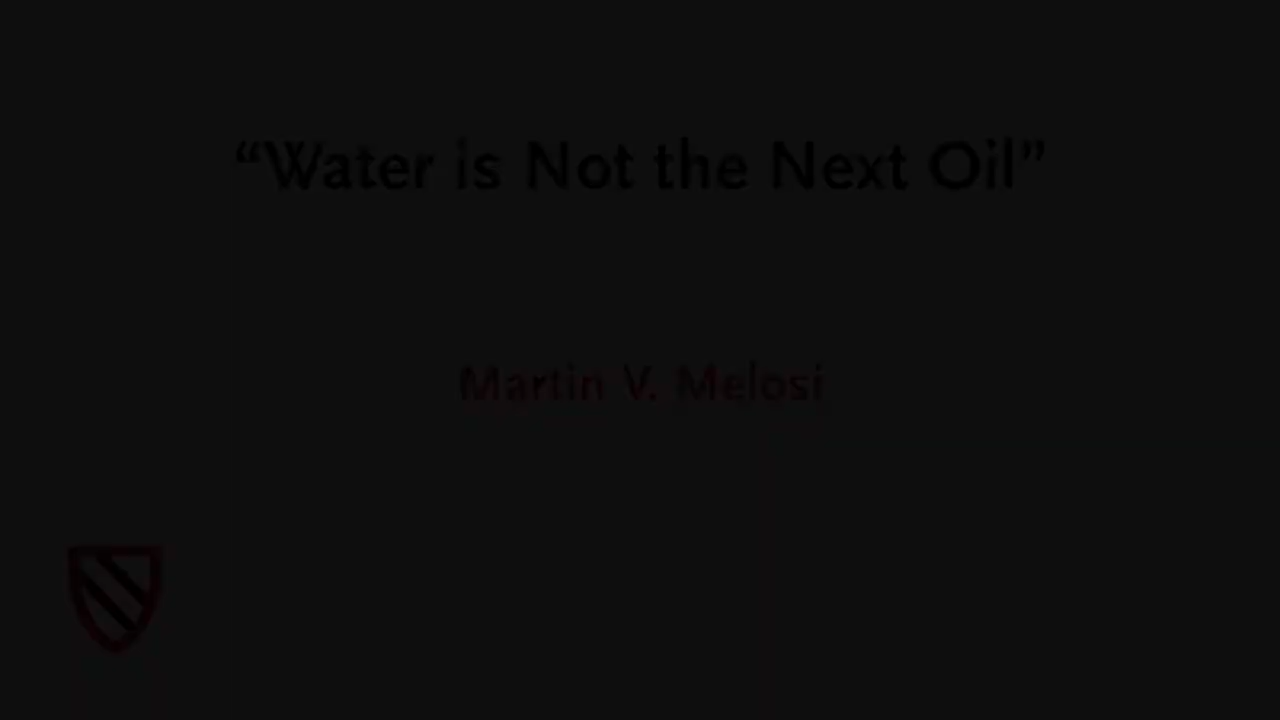 “Water is Not the Next Oil”
Martin V. Melosi